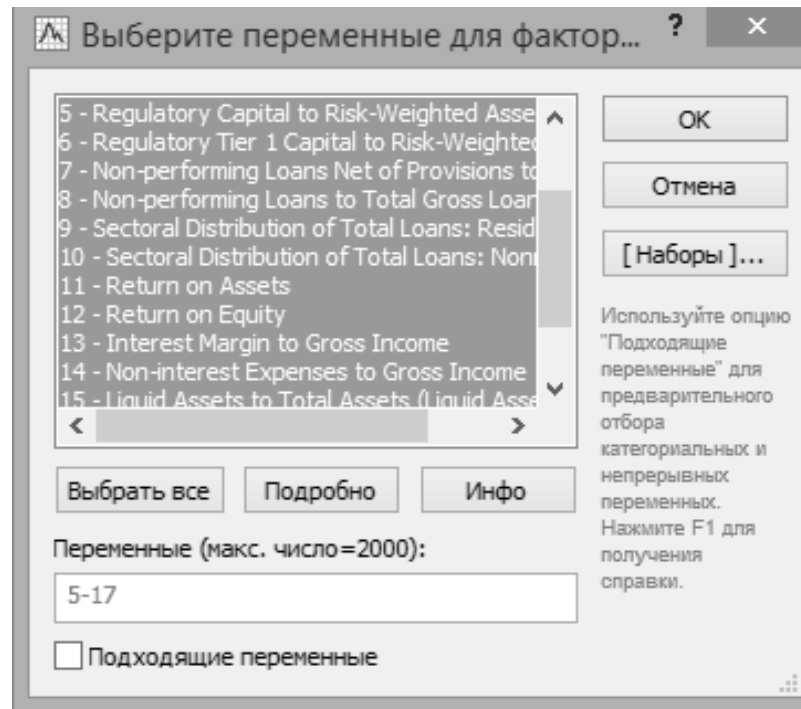 Выберите переменные для фактор... ? ×
5 - Regulatory Capital to Risk-Weighted Asse
6 - Regulatory Tier 1 Capital to Risk-Weighted
7 - Non-performing Loans Net of Provisions to
8 - Non-performing Loans to Total Gross Loan
9 - Sectoral Distribution of Total Loans: Resid
10 - Sectoral Distribution of Total Loans: Nonr
11 - Return on Assets
12 - Return on Equity
13 - Interest Margin to Gross Income
14 - Non-interest Expenses to Gross Income
15 - Liquid Assets to Total Assets (Liquid Asse
OK
Отмена
[ Наборы ]...
Используйте опцию
"Подходящие
переменные" для
предварительного
отбора
категориальных и
непрерывных
переменных.
Нажмите F1 для
получения
справки.
Выбрать все
Подробно
Инфо
Переменные (макс. число=2000):
5-17
Подходящие переменные